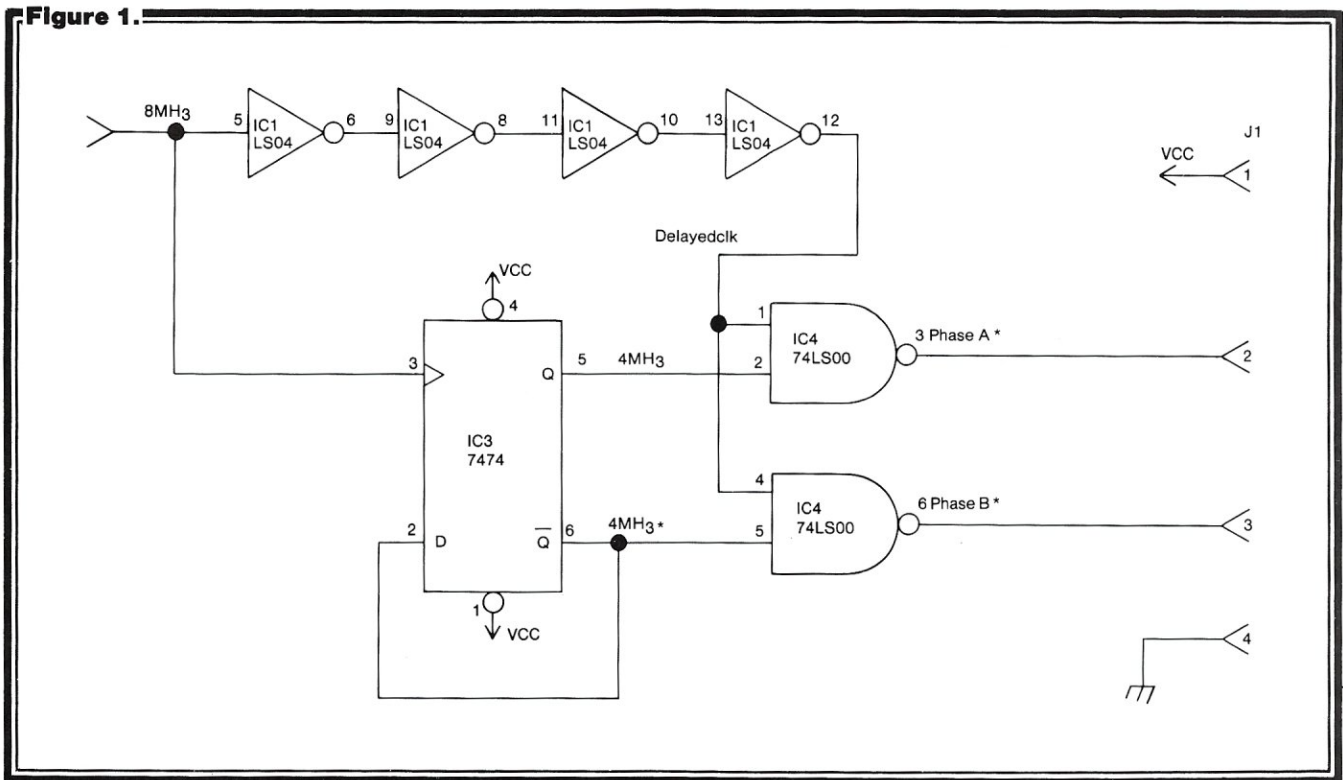 Figure 1.
8MH3
5
IC1
LS04
6
9
IC1
LS04
8
11
IC1
LS04
10
13
IC1
LS04
12
J1
VCC
1
Delayedclk
VCC
4
1
IC4
74LS00
3 Phase A *
2
3
Q
5
4MH3
2
IC3
7474
4
IC4
74LS00
6 Phase B *
3
2
D
Q
6
4MH3 *
5
1
VCC
4